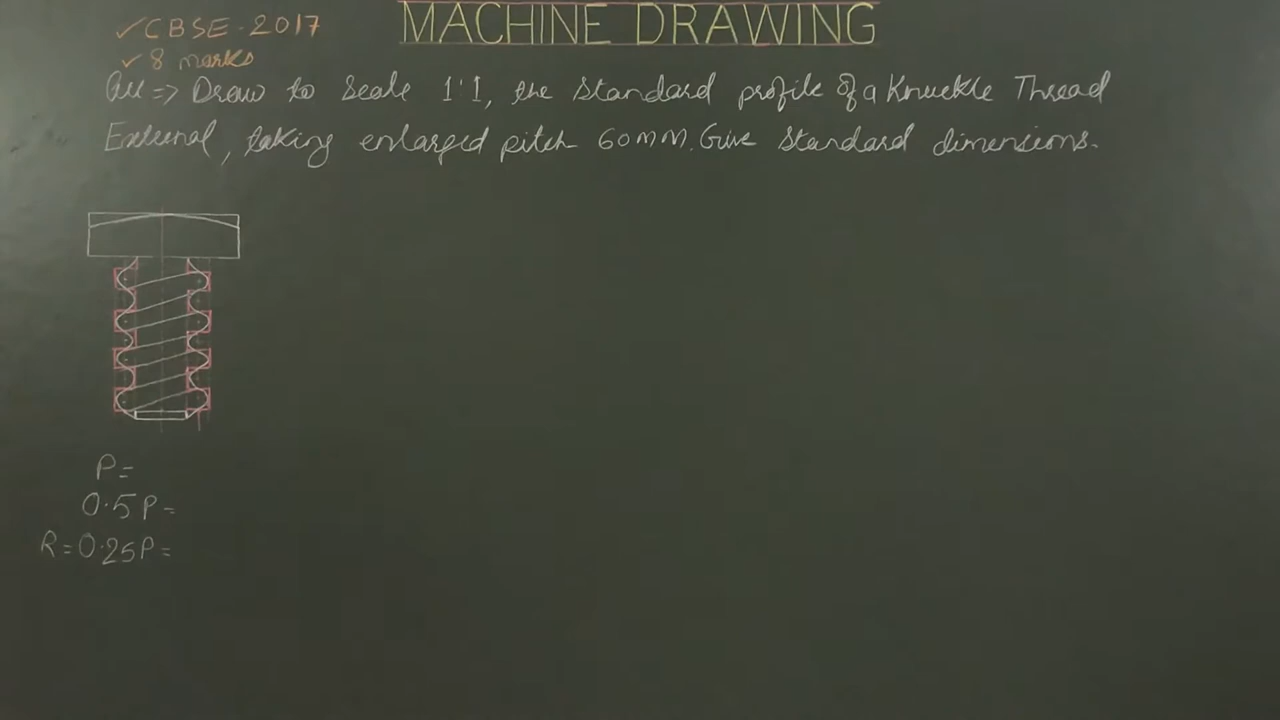 MACHINE DRAWING
✓CBSE-2017
✓8 marks
Qu => Draw to Scale 1:1, the Standard profile of a Knuckle Thread
External, taking enlarged pitch 60MM. Give Standard dimensions.
P=
0.5P=
R=0.25P=